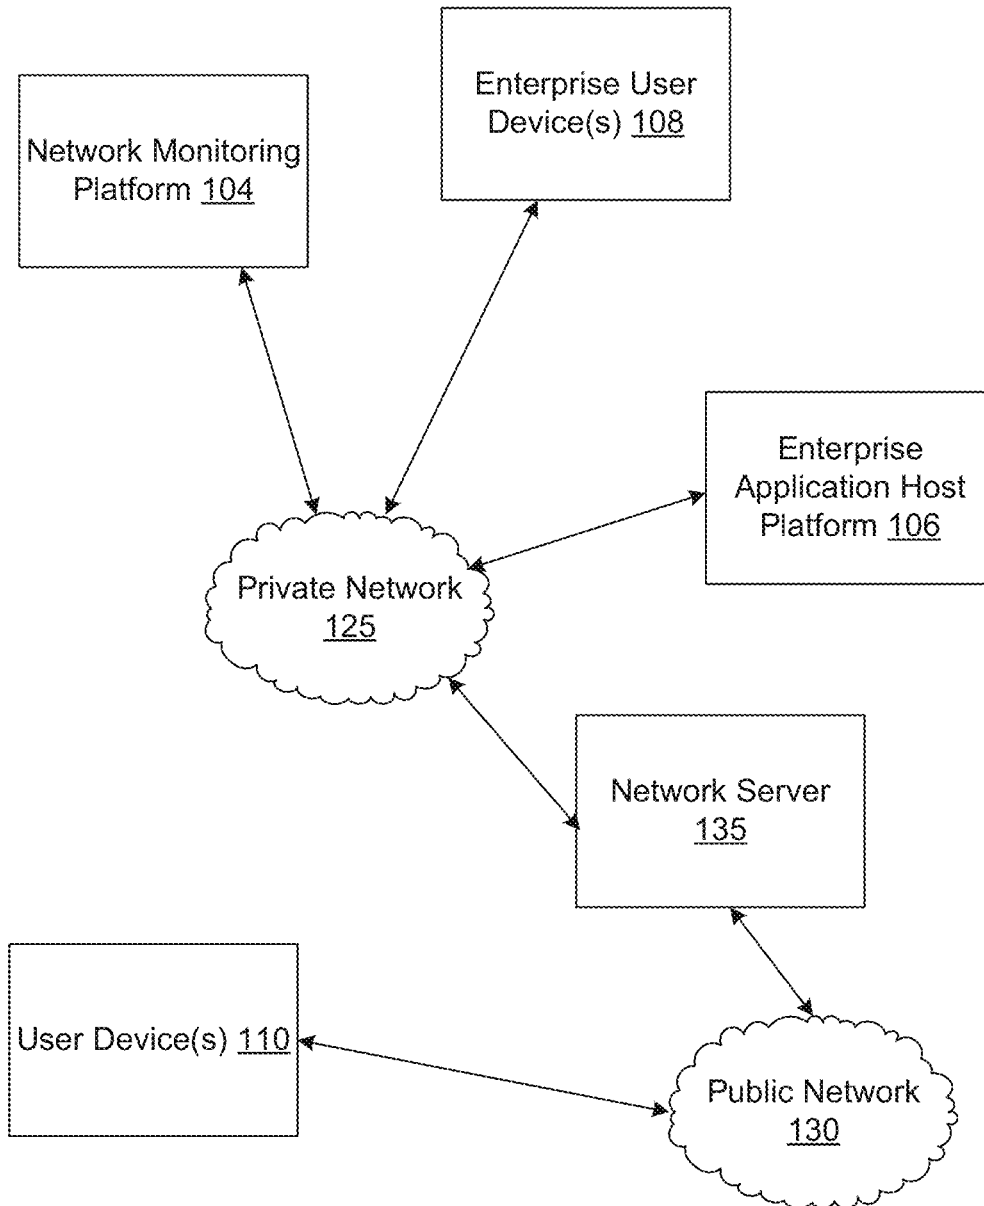 Enterprise User
Device(s) 108
Network Monitoring
Platform 104
Enterprise
Application Host
Platform 106
Private Network
125
Network Server
135
User Device(s) 110
Public Network
130